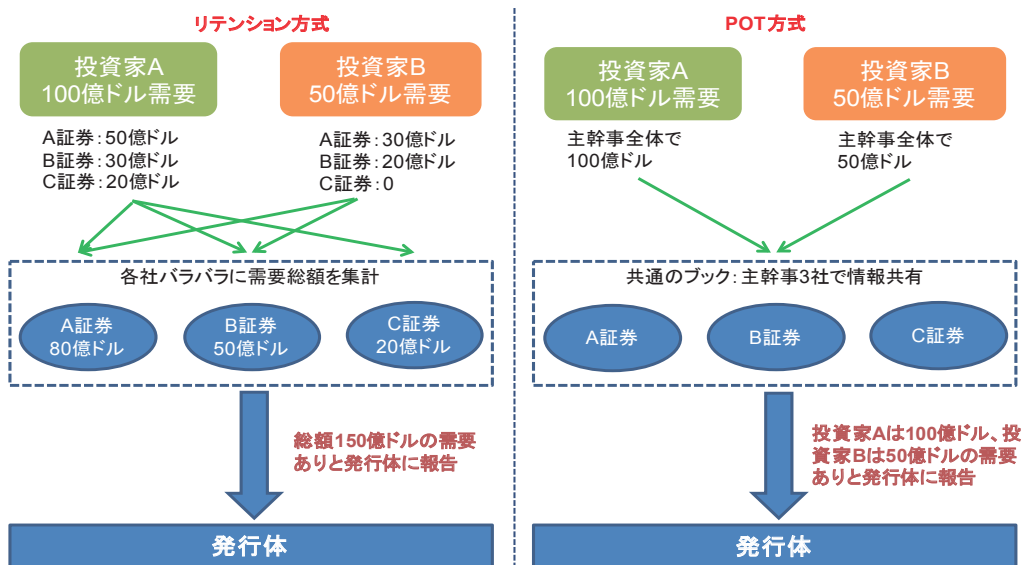 リテンション方式
投資家A
100億ドル需要
投資家B
50億ドル需要
A証券：50億ドル
B証券：30億ドル
C証券：20億ドル
A証券：30億ドル
B証券：20億ドル
C証券：0
各社バラバラに需要総額を集計
A証券
80億ドル
B証券
50億ドル
C証券
20億ドル
総額150億ドルの需要
ありと発行体に報告
発行体
POT方式
投資家A
100億ドル需要
投資家B
50億ドル需要
主幹事全体で
100億ドル
主幹事全体で
50億ドル
共通のブック：主幹事3社で情報共有
A証券
B証券
C証券
投資家Aは100億ドル、投
資家Bは50億ドルの需要
ありと発行体に報告
発行体